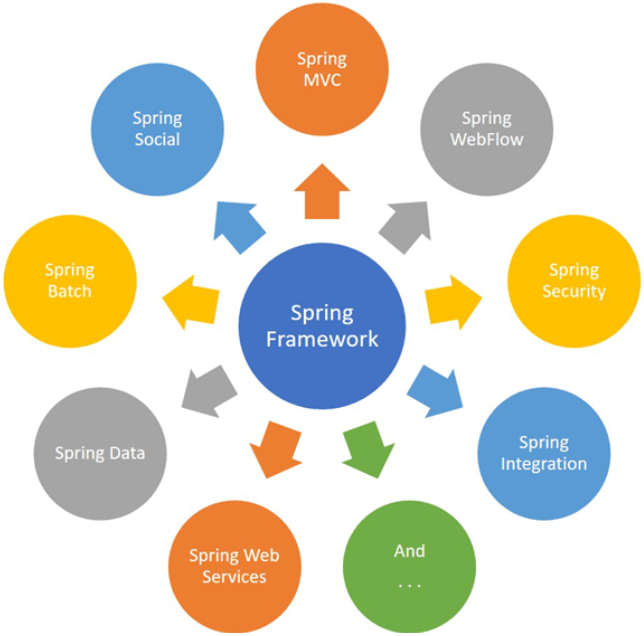 Spring
MVC
Spring
WebFlow
Spring
Security
Spring
Integration
And
. . .
Spring Web
Services
Spring Data
Spring
Batch
Spring
Social
Spring
Framework